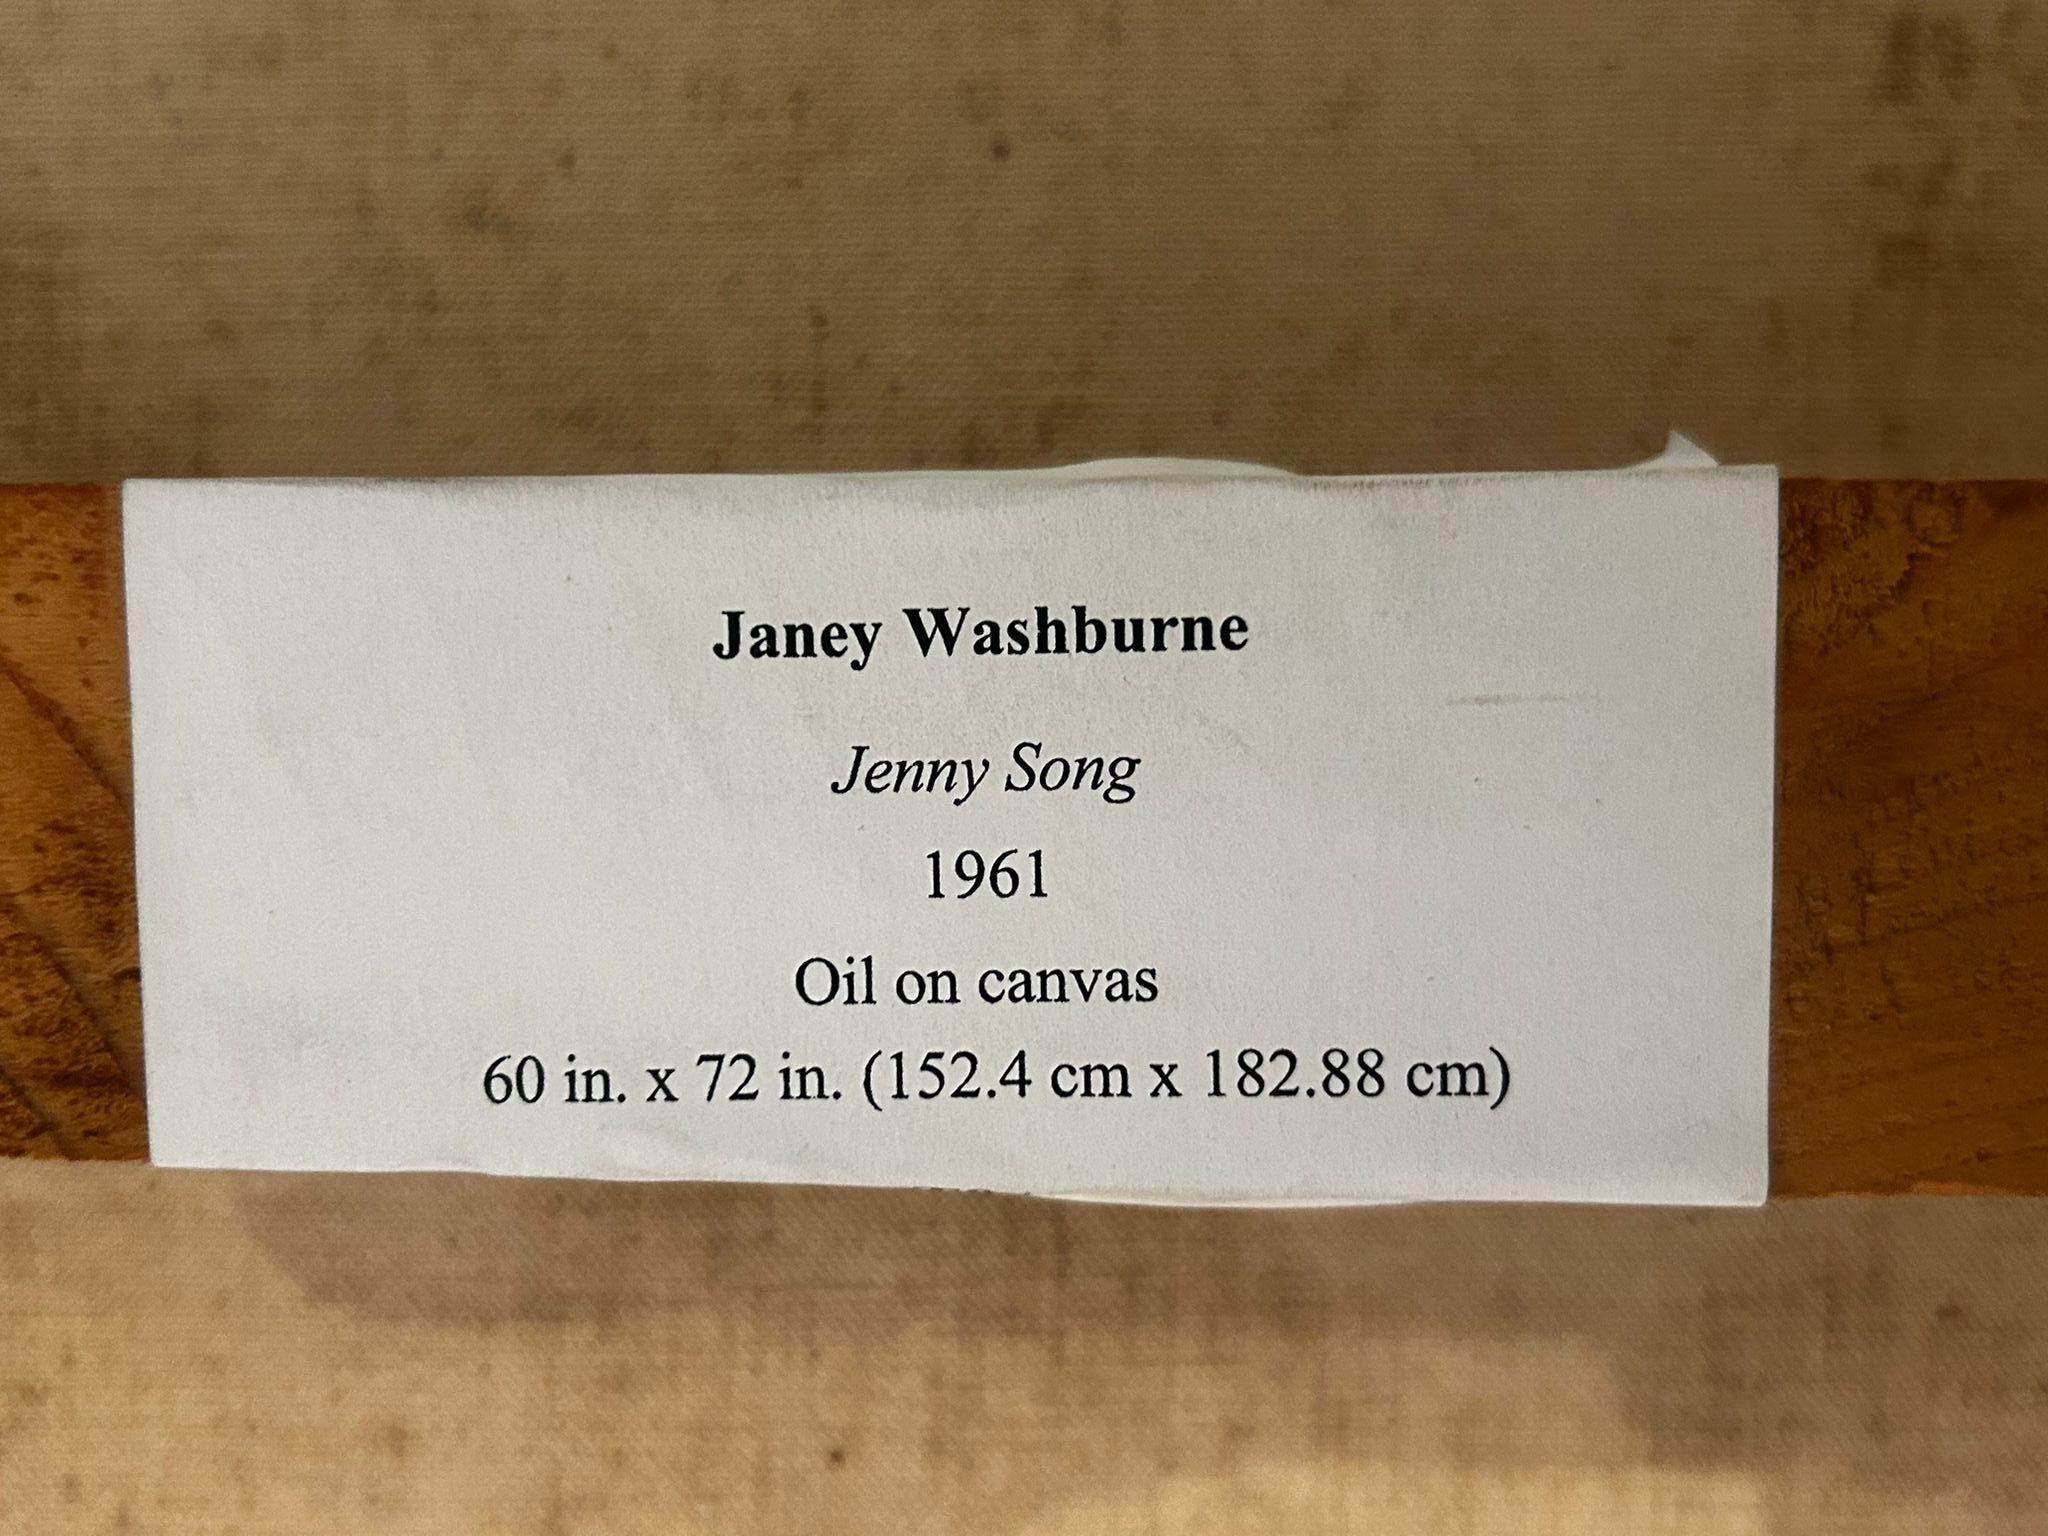 Janey Washburne
Jenny Song
1961
Oil on canvas
60 in. x 72 in. (152.4 cm x 182.88 cm)